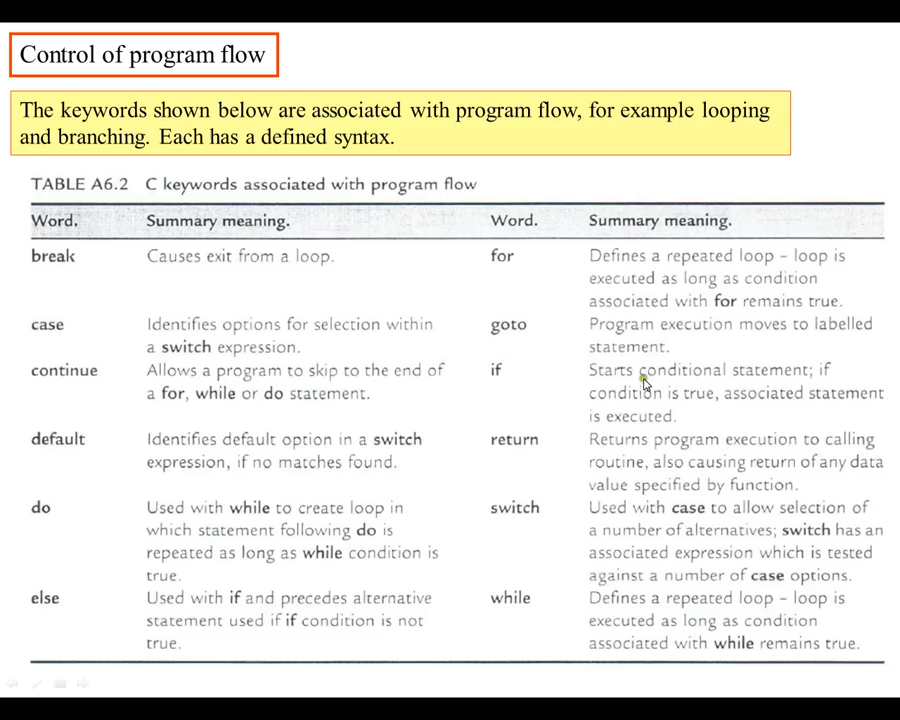 Control of program flow
The keywords shown below are associated with program flow, for example looping
and branching. Each has a defined syntax.
TABLE A6.2 C keywords associated with program flow
Word. Summary meaning. Word. Summary meaning.
break Causes exit from a loop. for Defines a repeated loop – loop is
executed as long as condition
associated with for remains true.
case Identifies options for selection within goto Program execution moves to labelled
a switch expression. statement.
continue Allows a program to skip to the end of if Starts conditional statement; if
a for, while or do statement. condition is true, associated statement
is executed.
default Identifies default option in a switch return Returns program execution to calling
expression, if no matches found. routine, also causing return of any data
value specified by function.
do Used with while to create loop in switch Used with case to allow selection of
which statement following do is a number of alternatives; switch has an
repeated as long as while condition is associated expression which is tested
true. against a number of case options.
else Used with if and precedes alternative while Defines a repeated loop – loop is
statement used if if condition is not executed as long as condition
true. associated with while remains true.